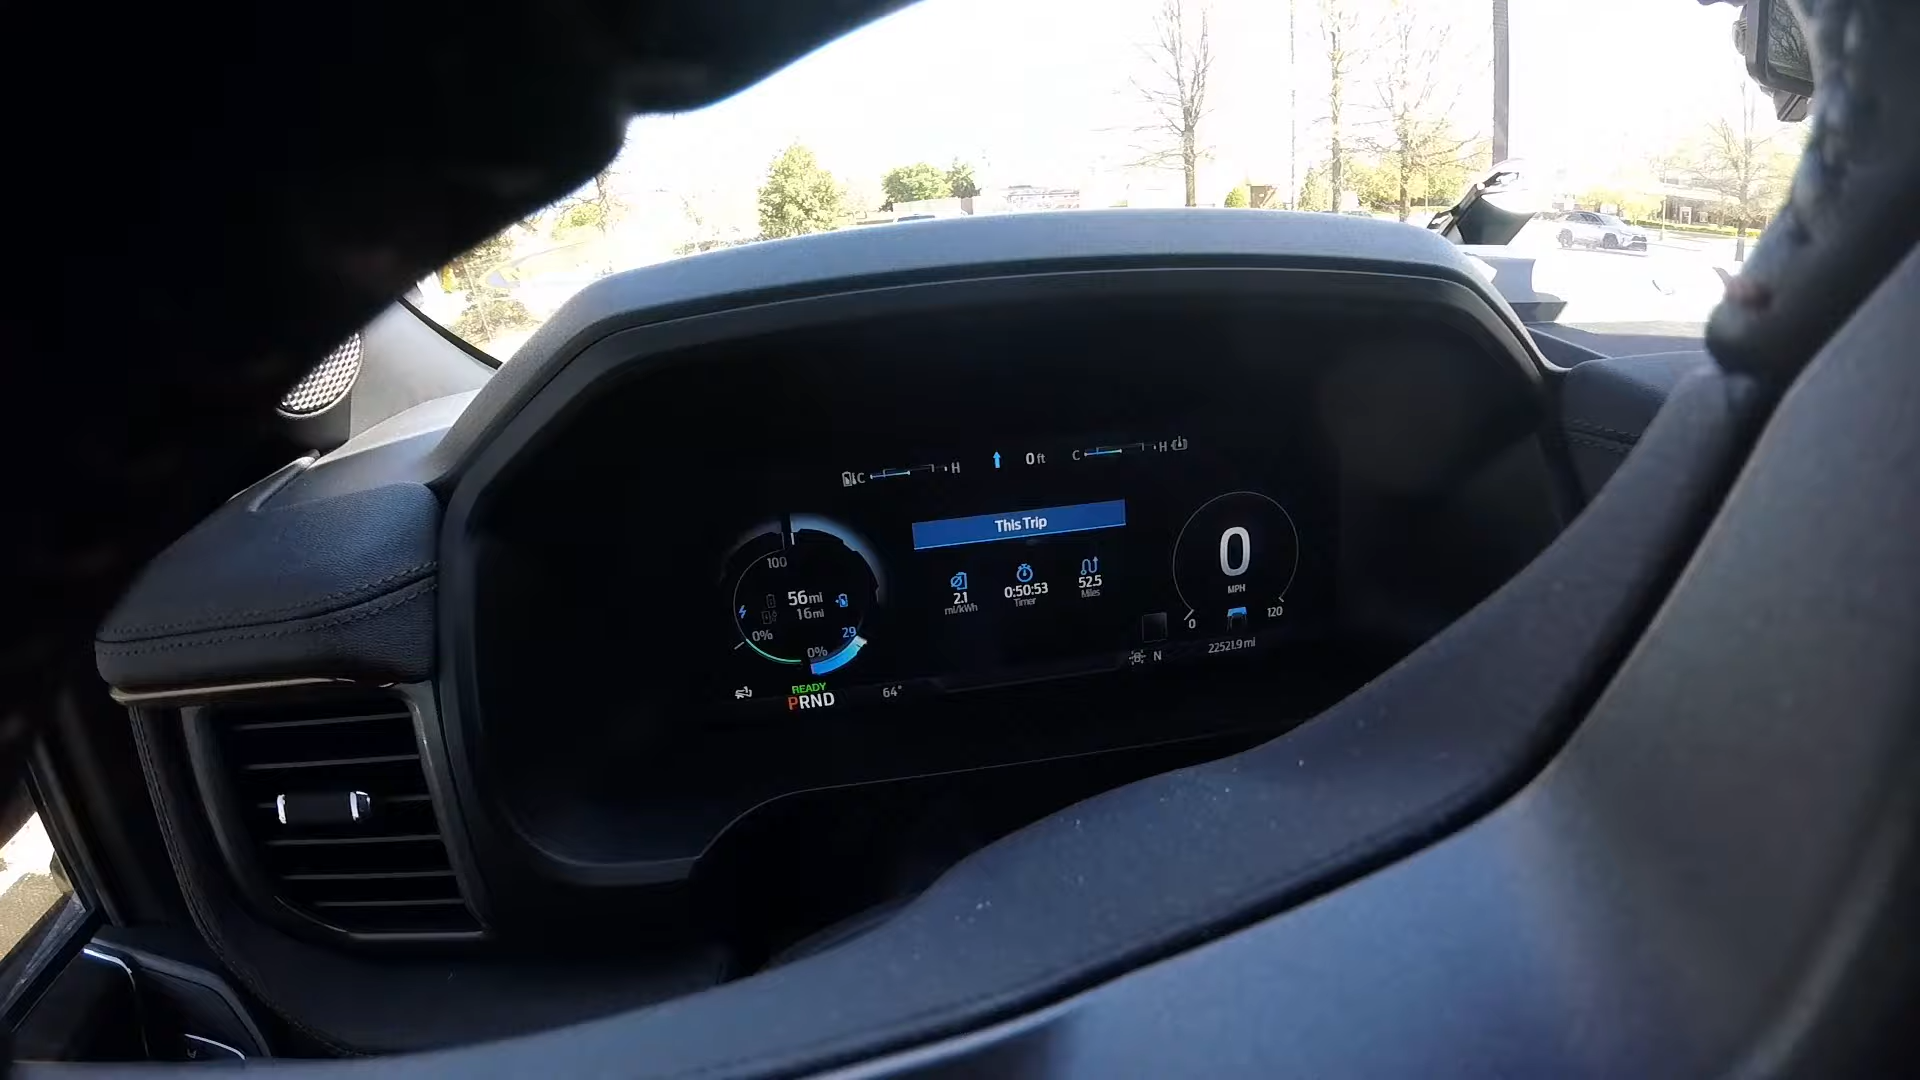 C H
0 ft
C H
This Trip
100
56 mi
16 mi
0%
29
0%
2.1
mi/kWh
0:50:53
Timer
52.5
Miles
0
MPH
0
120
22521.9 mi
N
READY
PRND
64°